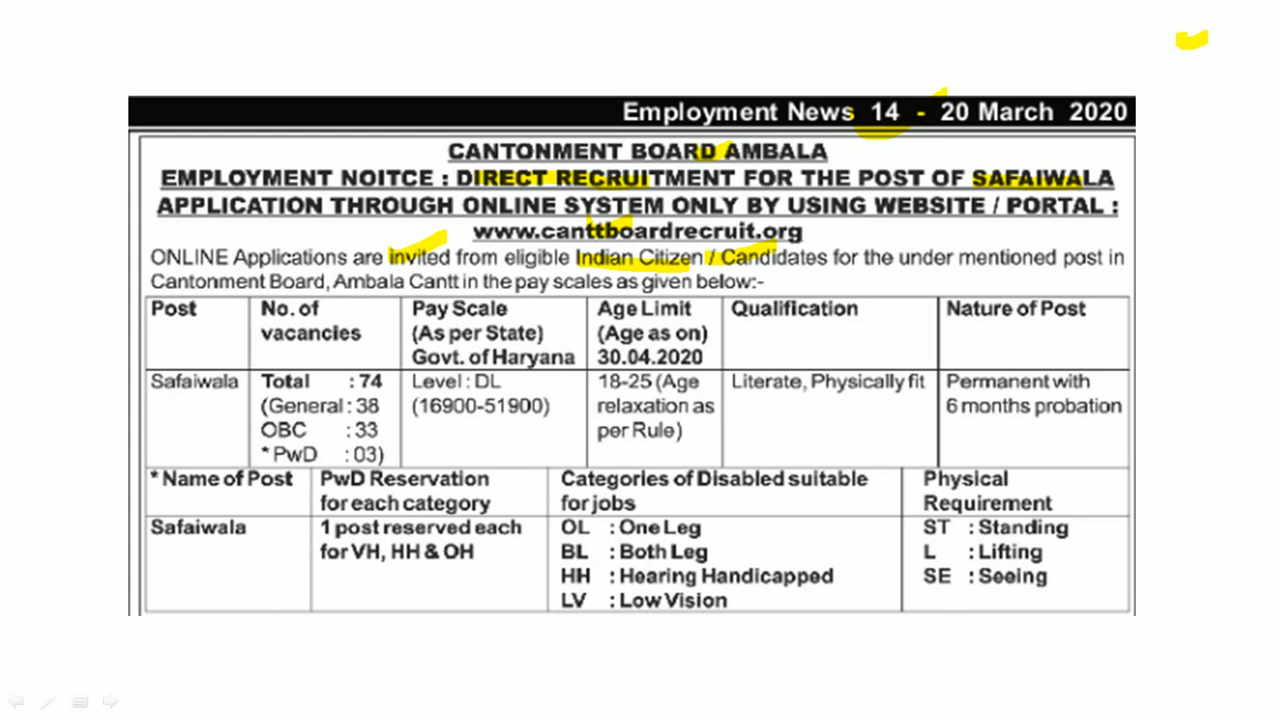 Employment News 14 - 20 March 2020
CANTONMENT BOARD AMBALA
EMPLOYMENT NOITCE : DIRECT RECRUITMENT FOR THE POST OF SAFAIWALA
APPLICATION THROUGH ONLINE SYSTEM ONLY BY USING WEBSITE / PORTAL :
www.canttboardrecruit.org
ONLINE Applications are invited from eligible Indian Citizen / Candidates for the under mentioned post in
Cantonment Board, Ambala Cantt in the pay scales as given below:-
Post No. of vacancies Pay Scale (As per State) Govt. of Haryana Age Limit (Age as on) 30.04.2020 Qualification Nature of Post
Safaiwala Total : 74 (General : 38 OBC : 33 *PwD : 03) Level : DL (16900-51900) 18-25 (Age relaxation as per Rule) Literate, Physically fit Permanent with 6 months probation
* Name of Post PwD Reservation for each category Categories of Disabled suitable for jobs Physical Requirement
Safaiwala 1 post reserved each for VH, HH & OH OL : One Leg BL : Both Leg HH : Hearing Handicapped LV : Low Vision ST : Standing L : Lifting SE : Seeing